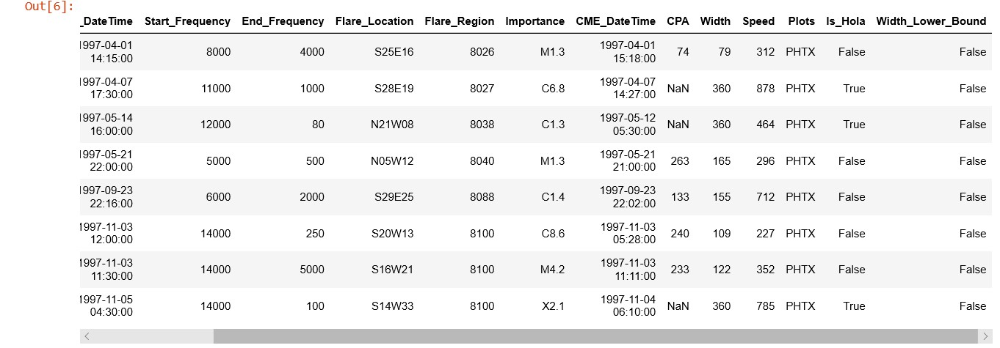 Out[6]:
_DateTime Start_Frequency End_Frequency Flare_Location Flare_Region Importance CME_DateTime CPA Width Speed Plots Is_Hola Width_Lower_Bound
1997-04-01 14:15:00 8000 4000 S25E16 8026 M1.3 1997-04-01 15:18:00 74 79 312 PHTX False False
1997-04-07 17:30:00 11000 1000 S28E19 8027 C6.8 1997-04-07 14:27:00 NaN 360 878 PHTX True False
1997-05-14 16:00:00 12000 80 N21W08 8038 C1.3 1997-05-12 05:30:00 NaN 360 464 PHTX True False
1997-05-21 22:00:00 5000 500 N05W12 8040 M1.3 1997-05-21 21:00:00 263 165 296 PHTX False False
1997-09-23 22:16:00 6000 2000 S29E25 8088 C1.4 1997-09-23 22:02:00 133 155 712 PHTX False False
1997-11-03 12:00:00 14000 250 S20W13 8100 C8.6 1997-11-03 05:28:00 240 109 227 PHTX False False
1997-11-03 11:30:00 14000 5000 S16W21 8100 M4.2 1997-11-03 11:11:00 233 122 352 PHTX False False
1997-11-05 04:30:00 14000 100 S14W33 8100 X2.1 1997-11-04 06:10:00 NaN 360 785 PHTX True False